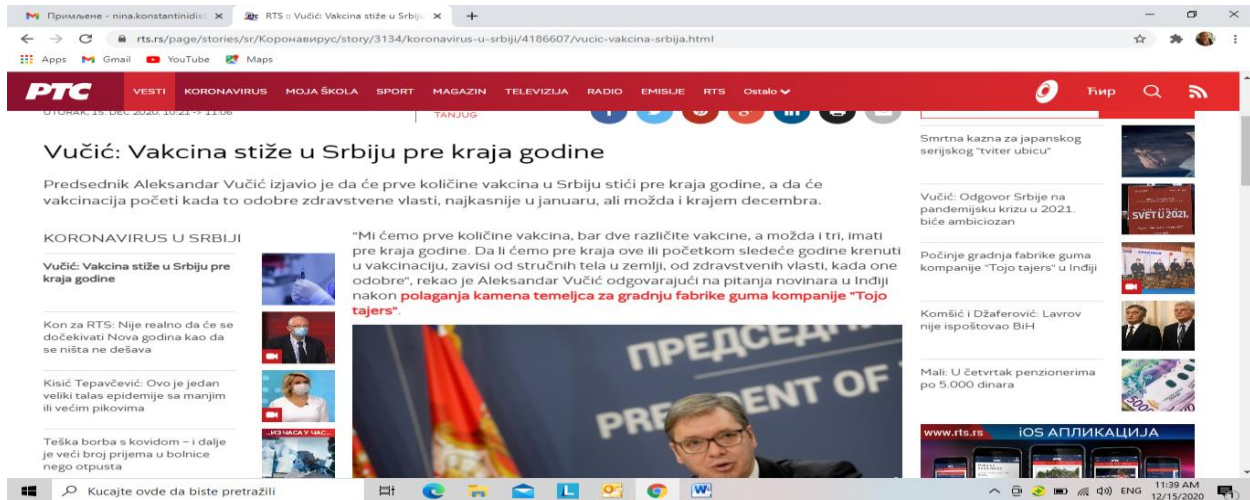 Примљене - nina.konstantinidis
RTS :: Vučić: Vakcina stiže u Srbiju
rts.rs/page/stories/sr/Коронавирус/story/3134/koronavirus-u-srbiji/4186607/vucic-vakcina-srbija.html
Apps Gmail YouTube Maps
РТС VESTI KORONAVIRUS MOJA ŠKOLA SPORT MAGAZIN TELEVIZIJA RADIO EMISIJE RTS Ostalo Ћир
UTORAK, 15. DEC 2020, 10:21 -> 11:06
TANJUG
Vučić: Vakcina stiže u Srbiju pre kraja godine
Predsednik Aleksandar Vučić izjavio je da će prve količine vakcina u Srbiju stići pre kraja godine, a da će
vakcinacija početi kada to odobre zdravstvene vlasti, najkasnije u januaru, ali možda i krajem decembra.
KORONAVIRUS U SRBIJI
Vučić: Vakcina stiže u Srbiju pre
kraja godine
Kon za RTS: Nije realno da će se
dočekivati Nova godina kao da
se ništa ne dešava
Kisić Tepavčević: Ovo je jedan
veliki talas epidemije sa manjim
ili većim pikovima
Teška borba s kovidom – i dalje
je veći broj prijema u bolnice
nego otpusta
...ИЗ ЧАСА У ЧАС...
"Mi ćemo prve količine vakcina, bar dve različite vakcine, a možda i tri, imati
pre kraja godine. Da li ćemo pre kraja ove ili početkom sledeće godine krenuti
u vakcinaciju, zavisi od stručnih tela u zemlji, od zdravstvenih vlasti, kada one
odobre", rekao je Aleksandar Vučić odgovarajući na pitanja novinara u Inđiji
nakon polaganja kamena temeljca za gradnju fabrike guma kompanije "Tojo
tajers".
ПРЕДСЕДНИ
PRESIDENT OF
Smrtna kazna za japanskog
serijskog "tviter ubicu"
Vučić: Odgovor Srbije na
pandemijsku krizu u 2021.
biće ambiciozan
SVET U 2021.
Počinje gradnja fabrike guma
kompanije "Tojo tajers" u Inđiji
Komšić i Džaferović: Lavrov
nije ispoštovao BiH
Mali: U četvrtak penzionerima
po 5.000 dinara
www.rts.rs iOS АПЛИКАЦИЈА
Kucajte ovde da biste pretražili
ENG
11:39 AM
12/15/2020